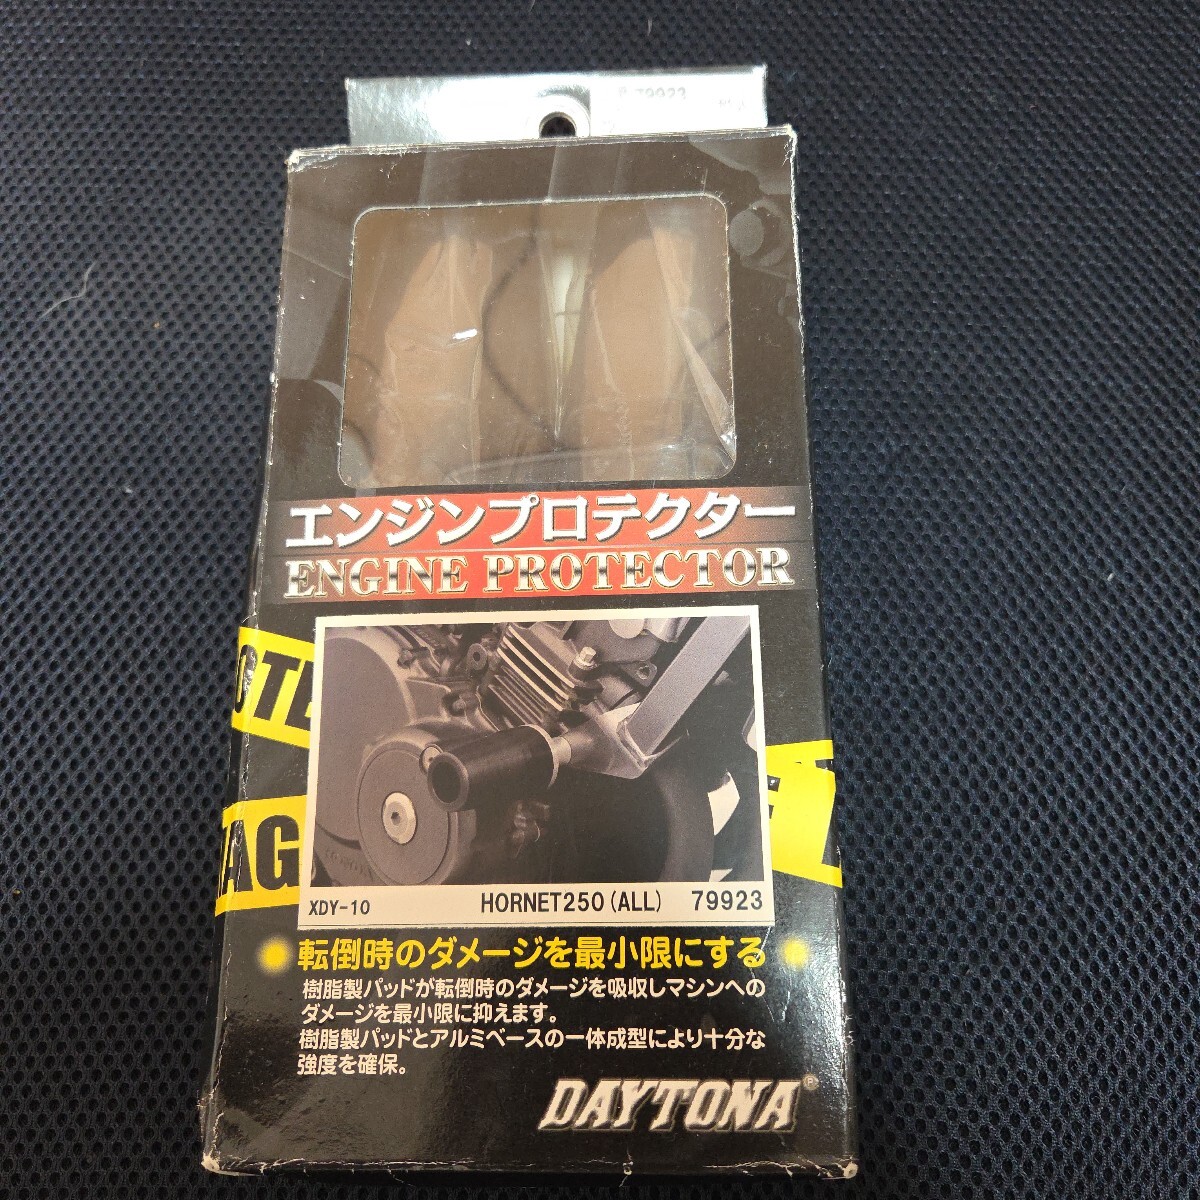 79923
エンジンプロテクター
ENGINE PROTECTOR
OTE
AG
XDY-10 HORNET250(ALL) 79923
転倒時のダメージを最小限にする
樹脂製パッドが転倒時のダメージを吸収しマシンへの
ダメージを最小限に抑えます。
樹脂製パッドとアルミベースの一体成型により十分な
強度を確保。
DAYTONA®